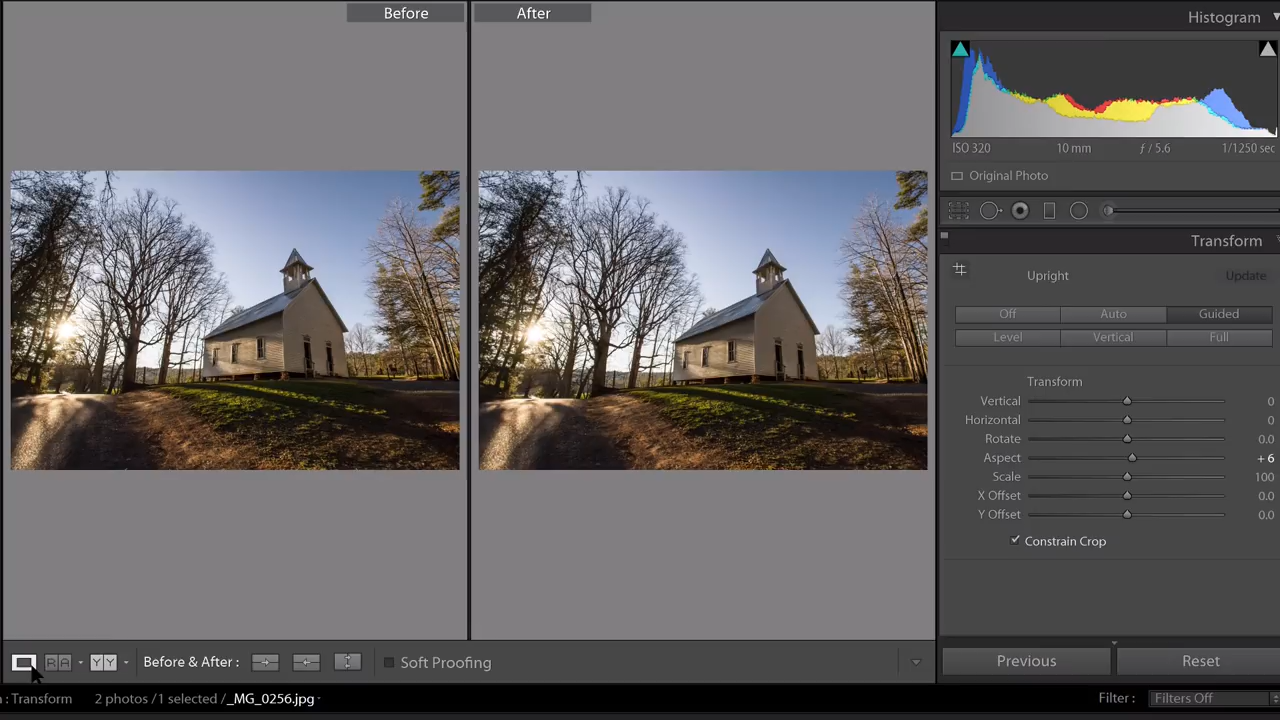 Before
After
Histogram
ISO 320 10 mm ƒ / 5.6 1/1250 sec
Original Photo
Transform
Upright Update
Off Auto Guided
Level Vertical Full
Transform
Vertical 0
Horizontal 0
Rotate 0.0
Aspect + 6
Scale 100
X Offset 0.0
Y Offset 0.0
Constrain Crop
R A Y Y Before & After : Soft Proofing
Previous Reset
: Transform 2 photos / 1 selected / _MG_0256.jpg
Filter : Filters Off